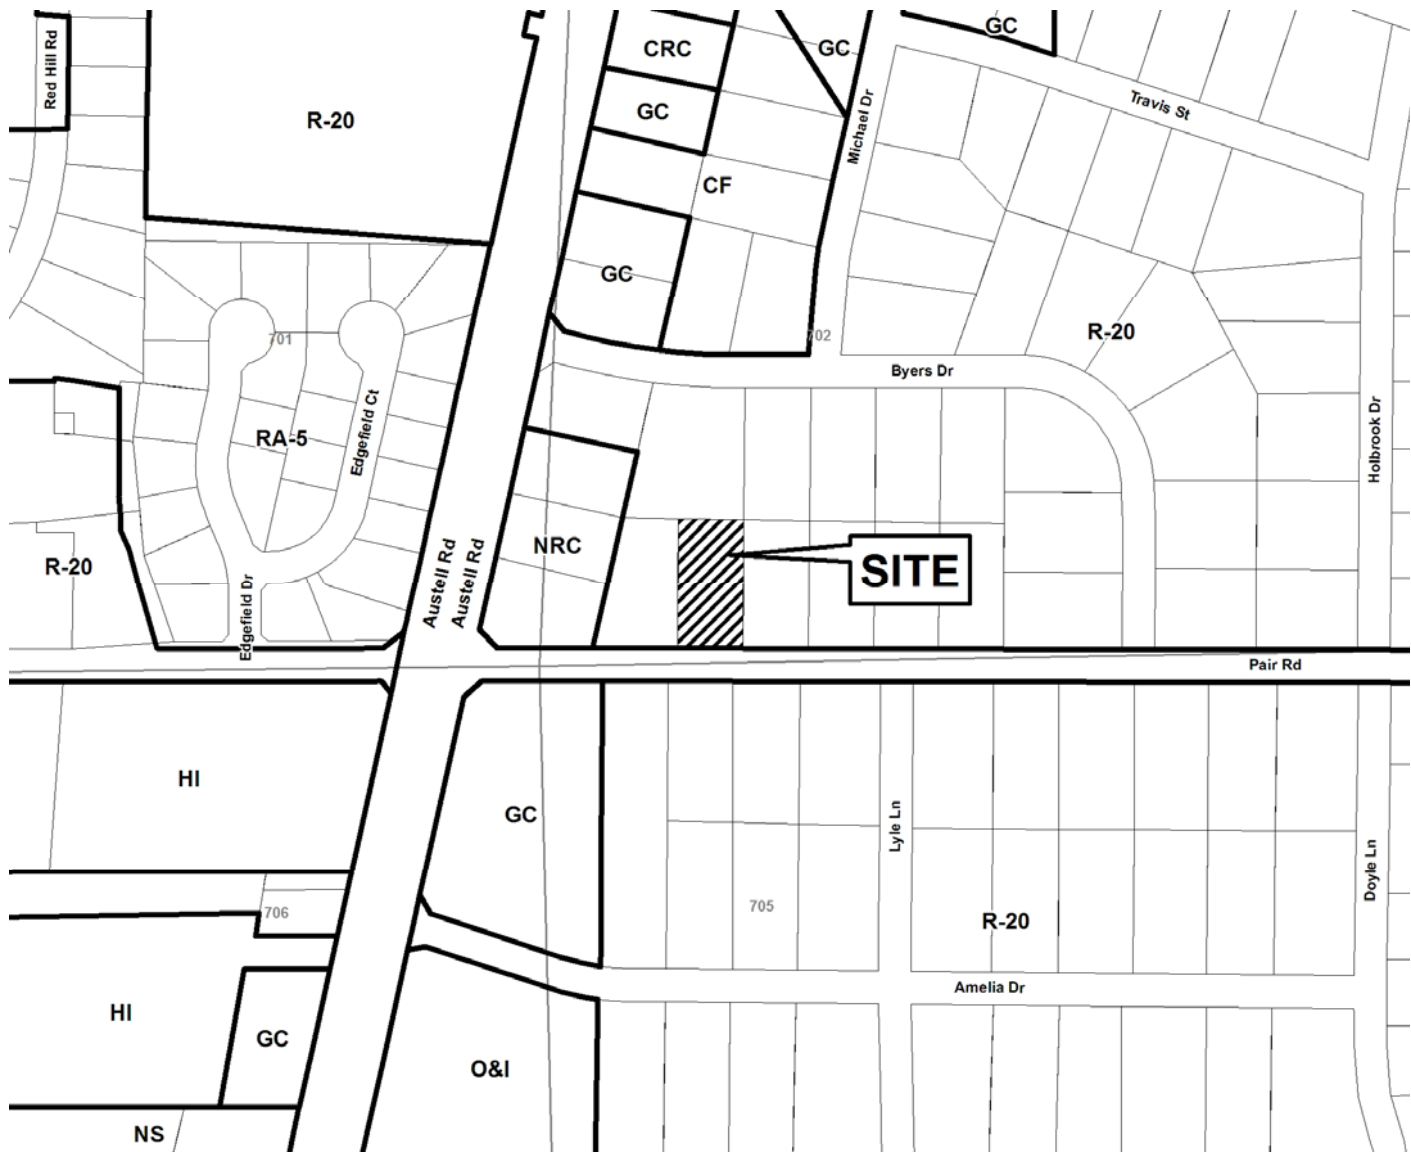 GC
CRC
GC
Red Hill Rd
R-20
GC
Travis St
Michael Dr
CF
GC
701
702
R-20
Byers Dr
Edgefield Ct
RA-5
Holbrook Dr
NRC
R-20
SITE
Austell Rd
Austell Rd
Edgefield Dr
Pair Rd
HI
GC
Lyle Ln
Doyle Ln
706
705
R-20
Amelia Dr
HI
GC
O&I
NS